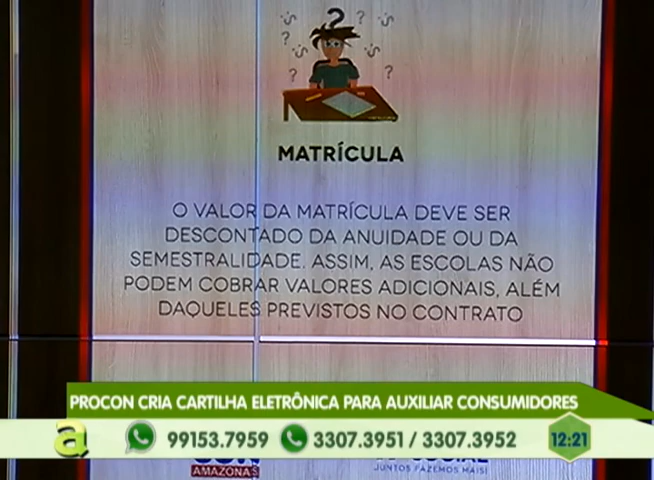 MATRÍCULA
O VALOR DA MATRÍCULA DEVE SER
DESCONTADO DA ANUIDADE OU DA
SEMESTRALIDADE. ASSIM, AS ESCOLAS NÃO
PODEM COBRAR VALORES ADICIONAIS, ALÉM
DAQUELES PREVISTOS NO CONTRATO
PROCON CRIA CARTILHA ELETRÔNICA PARA AUXILIAR CONSUMIDORES
a 99153.7959 3307.3951 / 3307.3952 12:21
AMAZONAS
JUNTOS FAZEMOS MAIS!